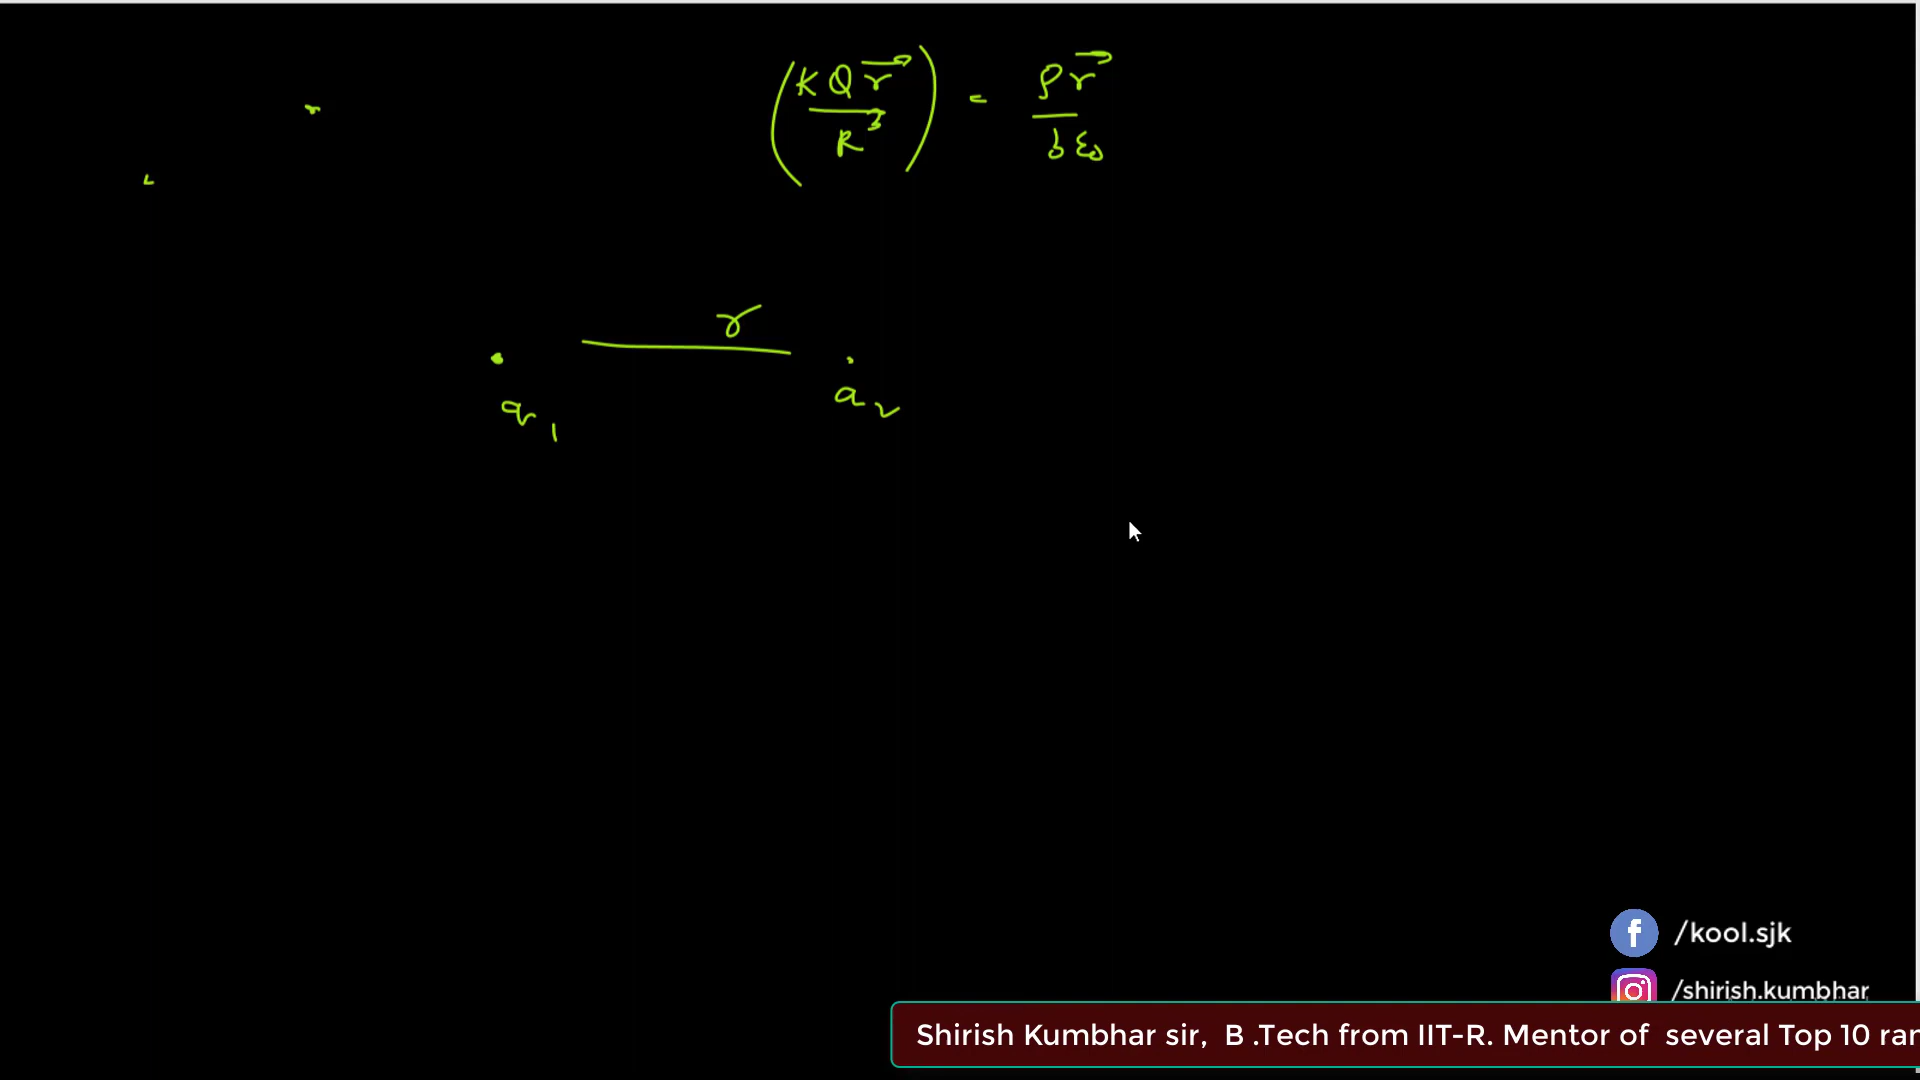 (KQr⃗ / R³) = ρr⃗ / 3ε₀
r
q₁ q₂
/kool.sjk
/shirish.kumbhar
Shirish Kumbhar sir, B .Tech from IIT-R. Mentor of several Top 10 ran